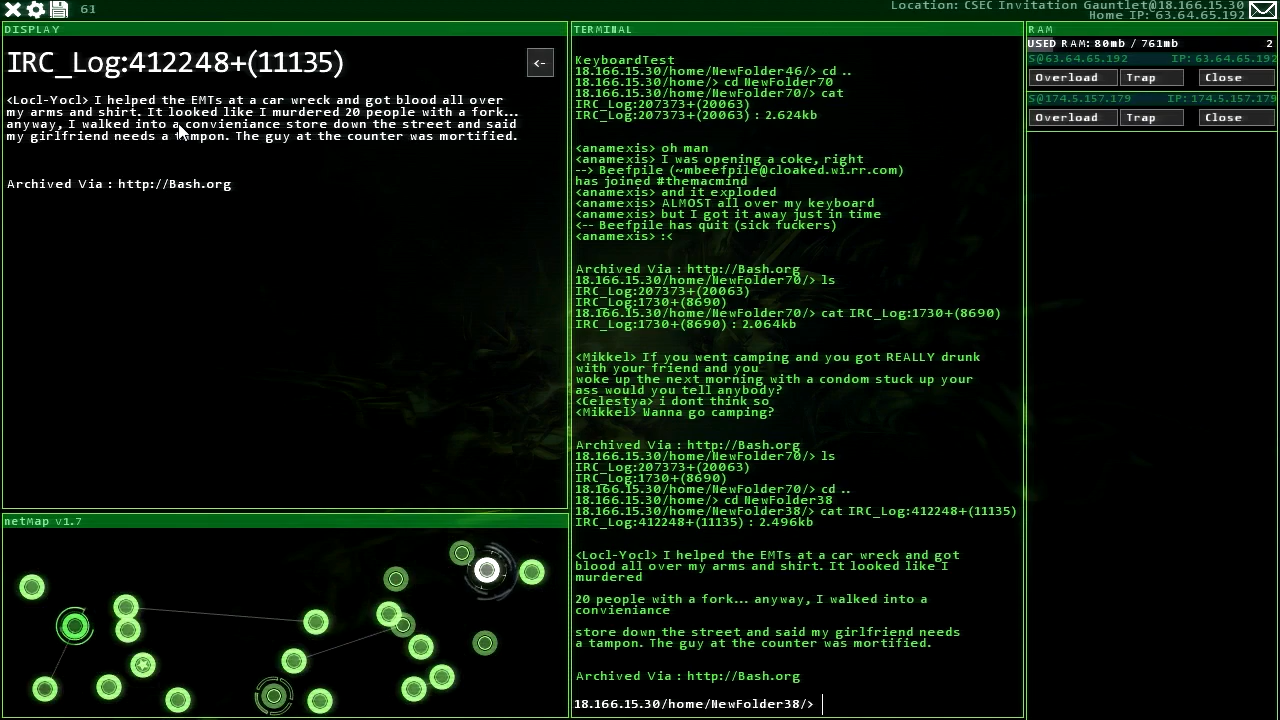 61
Location: CSEC Invitation Gauntlet@18.166.15.30
Home IP: 63.64.65.192
DISPLAY
IRC_Log:412248+(11135)
<-
<Locl-Yocl> I helped the EMTs at a car wreck and got blood all over
my arms and shirt. It looked like I murdered 20 people with a fork...
anyway, I walked into a convieniance store down the street and said
my girlfriend needs a tampon. The guy at the counter was mortified.
Archived Via : http://Bash.org
netMap v1.7
TERMINAL
KeyboardTest
18.166.15.30/home/NewFolder46/> cd ..
18.166.15.30/home/> cd NewFolder70
18.166.15.30/home/NewFolder70/> cat
IRC_Log:207373+(20063)
IRC_Log:207373+(20063) : 2.624kb
<anamexis> oh man
<anamexis> I was opening a coke, right
--> Beefpile (~mbeefpile@cloaked.wi.rr.com)
has joined #themacmind
<anamexis> and it exploded
<anamexis> ALMOST all over my keyboard
<anamexis> but I got it away just in time
<-- Beefpile has quit (sick fuckers)
<anamexis> :<
Archived Via : http://Bash.org
18.166.15.30/home/NewFolder70/> ls
IRC_Log:207373+(20063)
IRC_Log:1730+(8690)
18.166.15.30/home/NewFolder70/> cat IRC_Log:1730+(8690)
IRC_Log:1730+(8690) : 2.064kb
<Mikkel> If you went camping and you got REALLY drunk
with your friend and you
woke up the next morning with a condom stuck up your
ass would you tell anybody?
<Celestya> i dont think so
<Mikkel> Wanna go camping?
Archived Via : http://Bash.org
18.166.15.30/home/NewFolder70/> ls
IRC_Log:207373+(20063)
IRC_Log:1730+(8690)
18.166.15.30/home/NewFolder70/> cd ..
18.166.15.30/home/> cd NewFolder38
18.166.15.30/home/NewFolder38/> cat IRC_Log:412248+(11135)
IRC_Log:412248+(11135) : 2.496kb
<Locl-Yocl> I helped the EMTs at a car wreck and got
blood all over my arms and shirt. It looked like I
murdered
20 people with a fork... anyway, I walked into a
convieniance
store down the street and said my girlfriend needs
a tampon. The guy at the counter was mortified.
Archived Via : http://Bash.org
18.166.15.30/home/NewFolder38/>
RAM
USED RAM: 80mb / 761mb 2
S@63.64.65.192 IP: 63.64.65.192
Overload Trap Close
S@174.5.157.179 IP: 174.5.157.179
Overload Trap Close